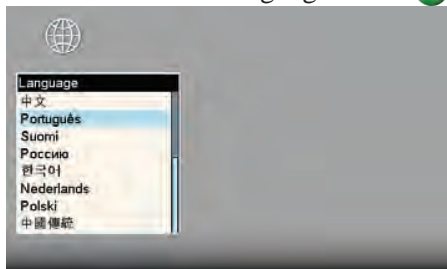 Language
中文
Português
Suomi
Россию
한국어
Nederlands
Polski
中國傳統